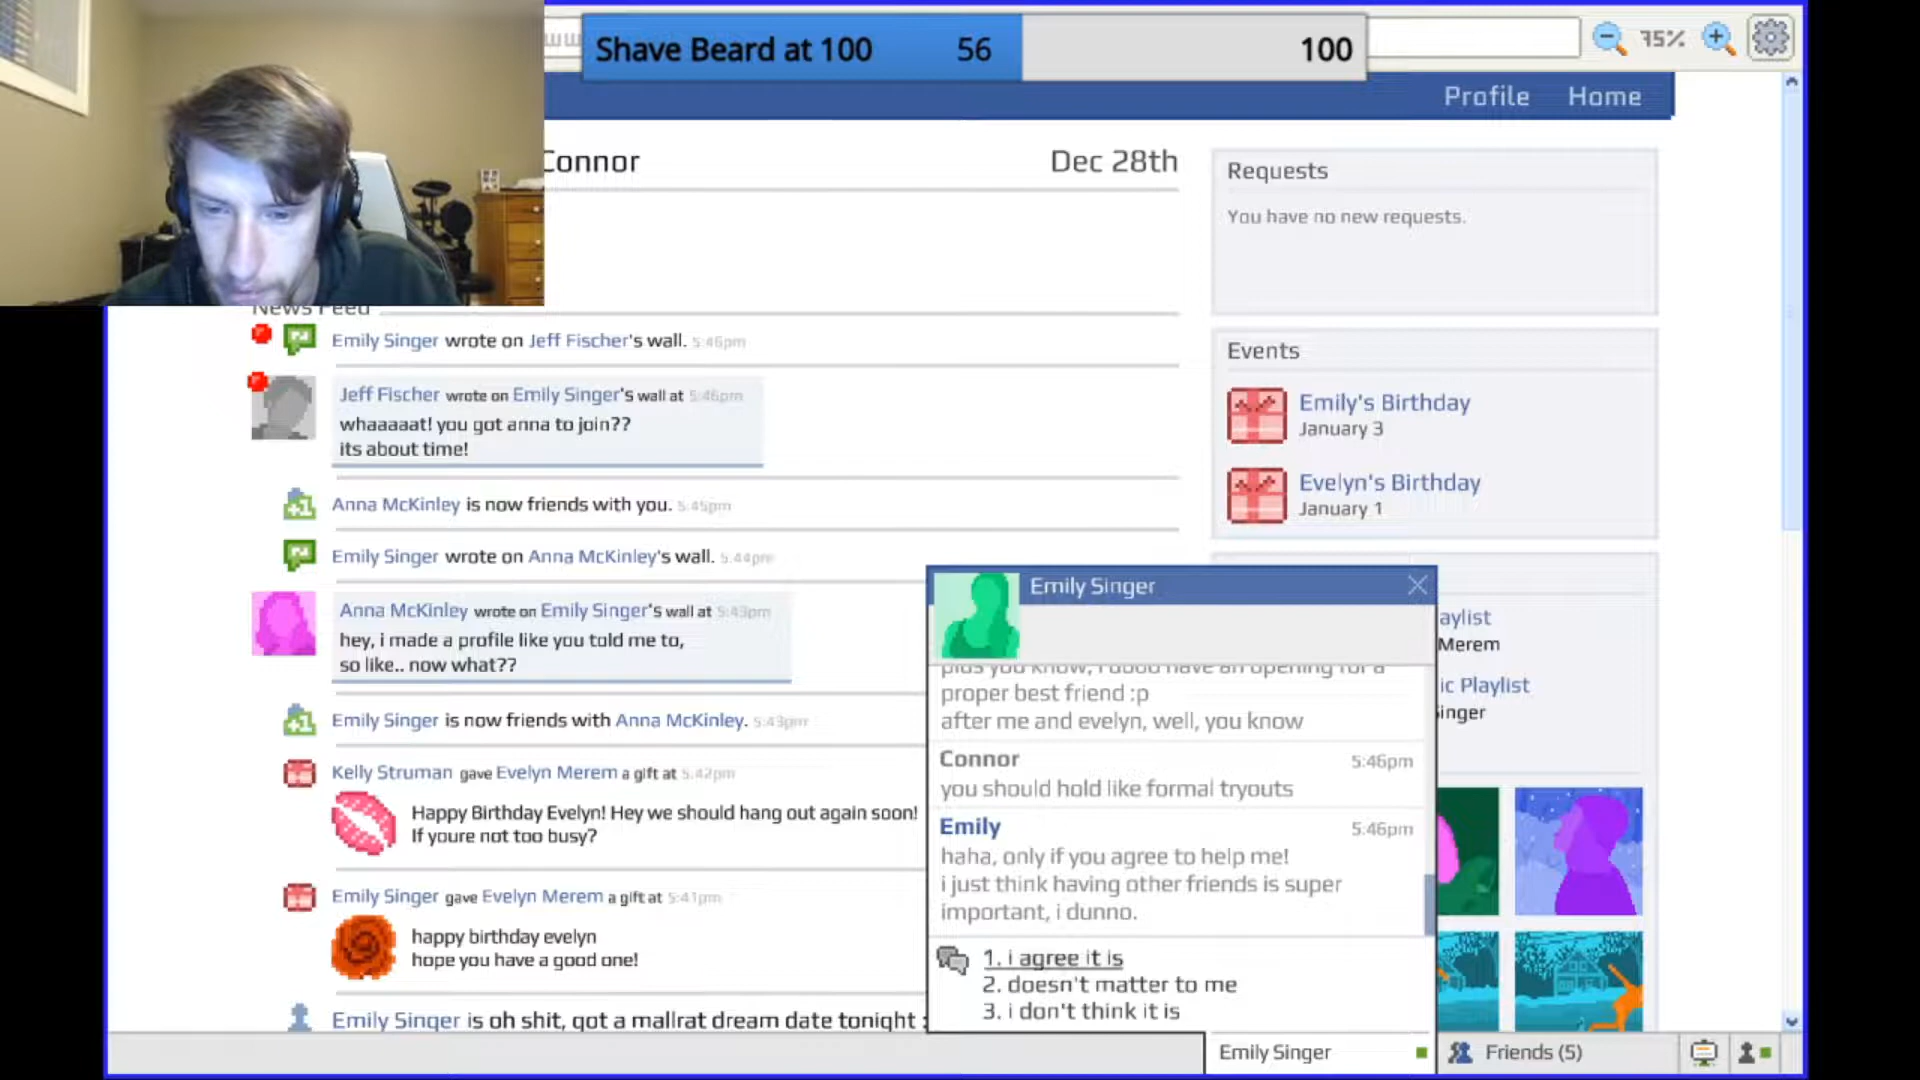 Shave Beard at 100 56 100
75%
Profile Home
Connor Dec 28th
Requests
You have no new requests.
News Feed
Emily Singer wrote on Jeff Fischer's wall. 5:46pm
Jeff Fischer wrote on Emily Singer's wall at 5:46pm
whaaaaat! you got anna to join??
its about time!
Anna McKinley is now friends with you. 5:45pm
Emily Singer wrote on Anna McKinley's wall. 5:44pm
Anna McKinley wrote on Emily Singer's wall at 5:43pm
hey, i made a profile like you told me to,
so like.. now what??
Emily Singer is now friends with Anna McKinley. 5:43pm
Kelly Struman gave Evelyn Merem a gift at 5:42pm
Happy Birthday Evelyn! Hey we should hang out again soon!
If youre not too busy?
Emily Singer gave Evelyn Merem a gift at 5:41pm
happy birthday evelyn
hope you have a good one!
Emily Singer is oh shit, got a mallrat dream date tonight :
Events
Emily's Birthday
January 3
Evelyn's Birthday
January 1
aylist
Merem
ic Playlist
Singer
Emily Singer
plus you know, i dooo have an opening for a
proper best friend :p
after me and evelyn, well, you know
Connor 5:46pm
you should hold like formal tryouts
Emily 5:46pm
haha, only if you agree to help me!
i just think having other friends is super
important, i dunno.
1. i agree it is
2. doesn't matter to me
3. i don't think it is
Emily Singer
Friends (5)